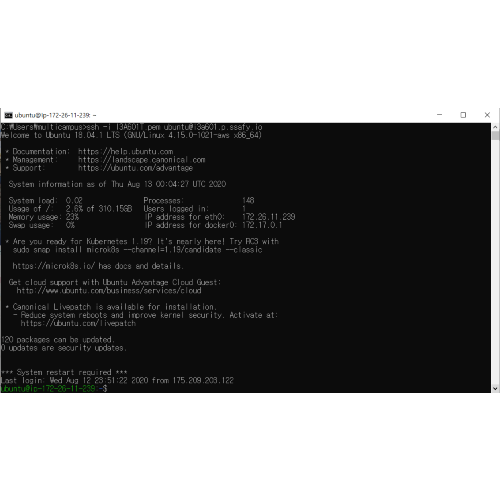 ubuntu@ip-172-26-11-239: ~
C:₩Users₩multicampus>ssh -i I3A601T.pem ubuntu@i3a601.p.ssafy.io
Welcome to Ubuntu 18.04.1 LTS (GNU/Linux 4.15.0-1021-aws x86_64)
* Documentation: https://help.ubuntu.com
* Management: https://landscape.canonical.com
* Support: https://ubuntu.com/advantage
System information as of Thu Aug 13 00:04:27 UTC 2020
System load: 0.02 Processes: 148
Usage of /: 2.6% of 310.15GB Users logged in: 1
Memory usage: 23% IP address for eth0: 172.26.11.239
Swap usage: 0% IP address for docker0: 172.17.0.1
* Are you ready for Kubernetes 1.19? It's nearly here! Try RC3 with
sudo snap install microk8s --channel=1.19/candidate --classic
https://microk8s.io/ has docs and details.
Get cloud support with Ubuntu Advantage Cloud Guest:
http://www.ubuntu.com/business/services/cloud
* Canonical Livepatch is available for installation.
- Reduce system reboots and improve kernel security. Activate at:
https://ubuntu.com/livepatch
120 packages can be updated.
0 updates are security updates.
*** System restart required ***
Last login: Wed Aug 12 23:51:22 2020 from 175.209.203.122
ubuntu@ip-172-26-11-239:~$